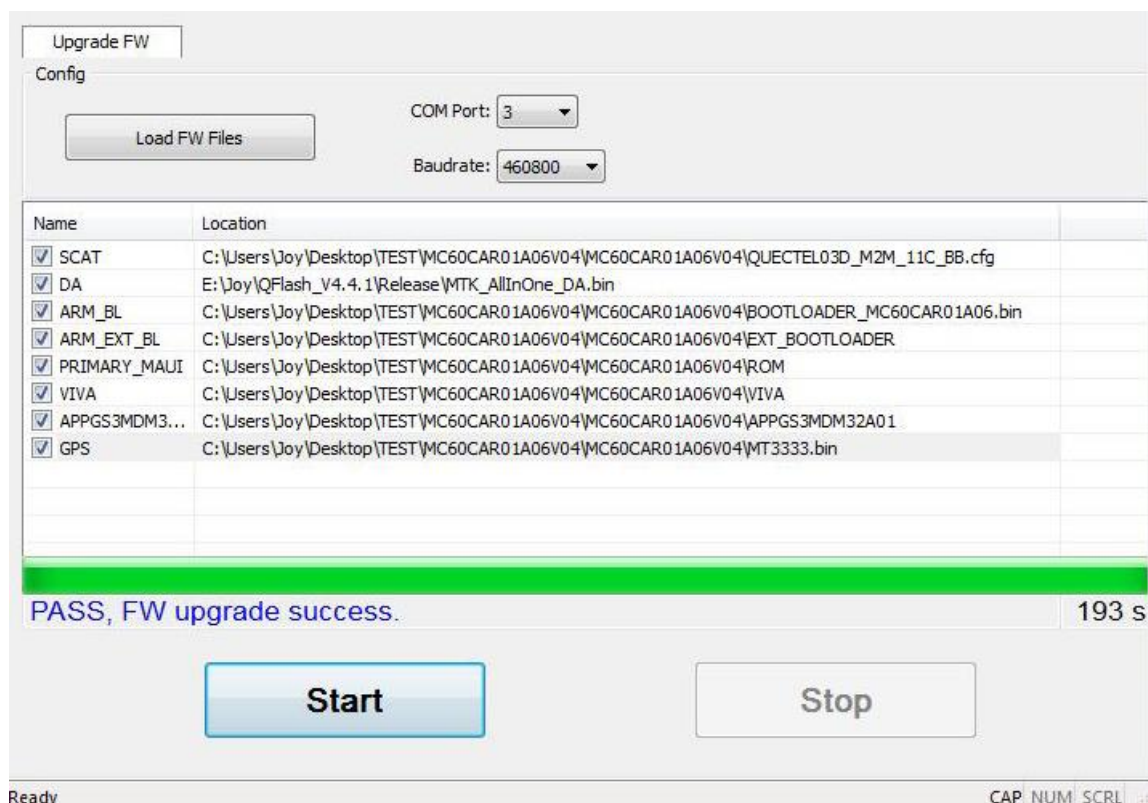 Upgrade FW
Config
Load FW Files
COM Port: 3
Baudrate: 460800
Name Location
SCAT C:\Users\Joy\Desktop\TEST\MC60CAR01A06V04\MC60CAR01A06V04\QUECTEL03D_M2M_11C_BB.cfg
DA E:\Joy\QFlash_V4.4.1\Release\MTK_AllInOne_DA.bin
ARM_BL C:\Users\Joy\Desktop\TEST\MC60CAR01A06V04\MC60CAR01A06V04\BOOTLOADER_MC60CAR01A06.bin
ARM_EXT_BL C:\Users\Joy\Desktop\TEST\MC60CAR01A06V04\MC60CAR01A06V04\EXT_BOOTLOADER
PRIMARY_MAUI C:\Users\Joy\Desktop\TEST\MC60CAR01A06V04\MC60CAR01A06V04\ROM
VIVA C:\Users\Joy\Desktop\TEST\MC60CAR01A06V04\MC60CAR01A06V04\VIVA
APPGS3MDM3... C:\Users\Joy\Desktop\TEST\MC60CAR01A06V04\MC60CAR01A06V04\APPGS3MDM32A01
GPS C:\Users\Joy\Desktop\TEST\MC60CAR01A06V04\MC60CAR01A06V04\MT3333.bin
PASS, FW upgrade success. 193 s
Start Stop
Ready CAP NUM SCRL